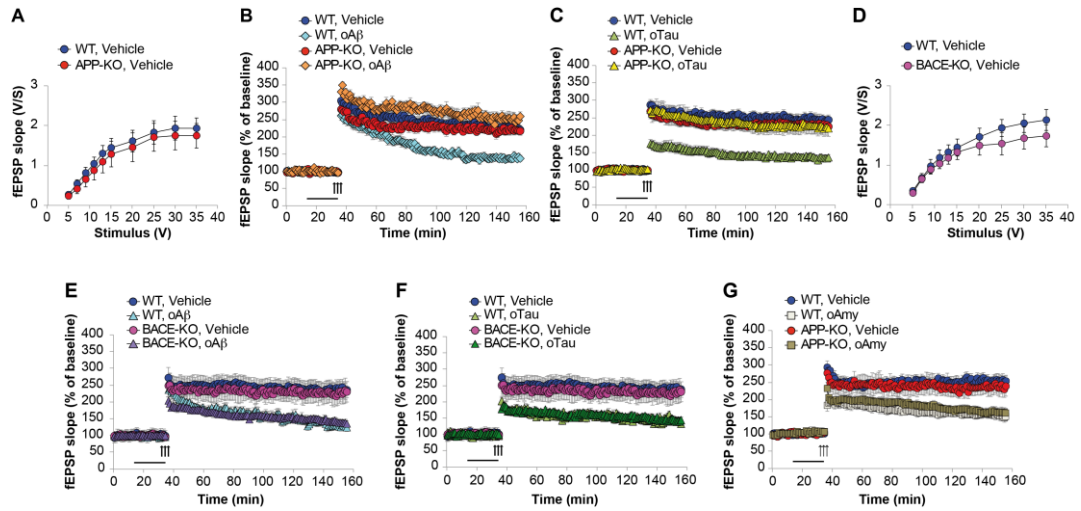 A
WT, Vehicle
APP-KO, Vehicle
fEPSP slope (V/S)
3
2
1
0
0 10 20 30 40
Stimulus (V)
B
WT, Vehicle
WT, oAβ
APP-KO, Vehicle
APP-KO, oAβ
fEPSP slope (% of baseline)
400
350
300
250
200
150
100
50
0
0 20 40 60 80 100 120 140 160
Time (min)
C
WT, Vehicle
WT, oTau
APP-KO, Vehicle
APP-KO, oTau
fEPSP slope (% of baseline)
400
350
300
250
200
150
100
50
0
0 20 40 60 80 100 120 140 160
Time (min)
D
WT, Vehicle
BACE-KO, Vehicle
fEPSP slope (V/S)
3
2
1
0
0 10 20 30 40
Stimulus (V)
E
WT, Vehicle
WT, oAβ
BACE-KO, Vehicle
BACE-KO, oAβ
fEPSP slope (% of baseline)
400
350
300
250
200
150
100
50
0
0 20 40 60 80 100 120 140 160
Time (min)
F
WT, Vehicle
WT, oTau
BACE-KO, Vehicle
BACE-KO, oTau
fEPSP slope (% of baseline)
400
350
300
250
200
150
100
50
0
0 20 40 60 80 100 120 140 160
Time (min)
G
WT, Vehicle
WT, oAmy
APP-KO, Vehicle
APP-KO, oAmy
fEPSP slope (% of baseline)
400
350
300
250
200
150
100
50
0
0 20 40 60 80 100 120 140 160
Time (min)